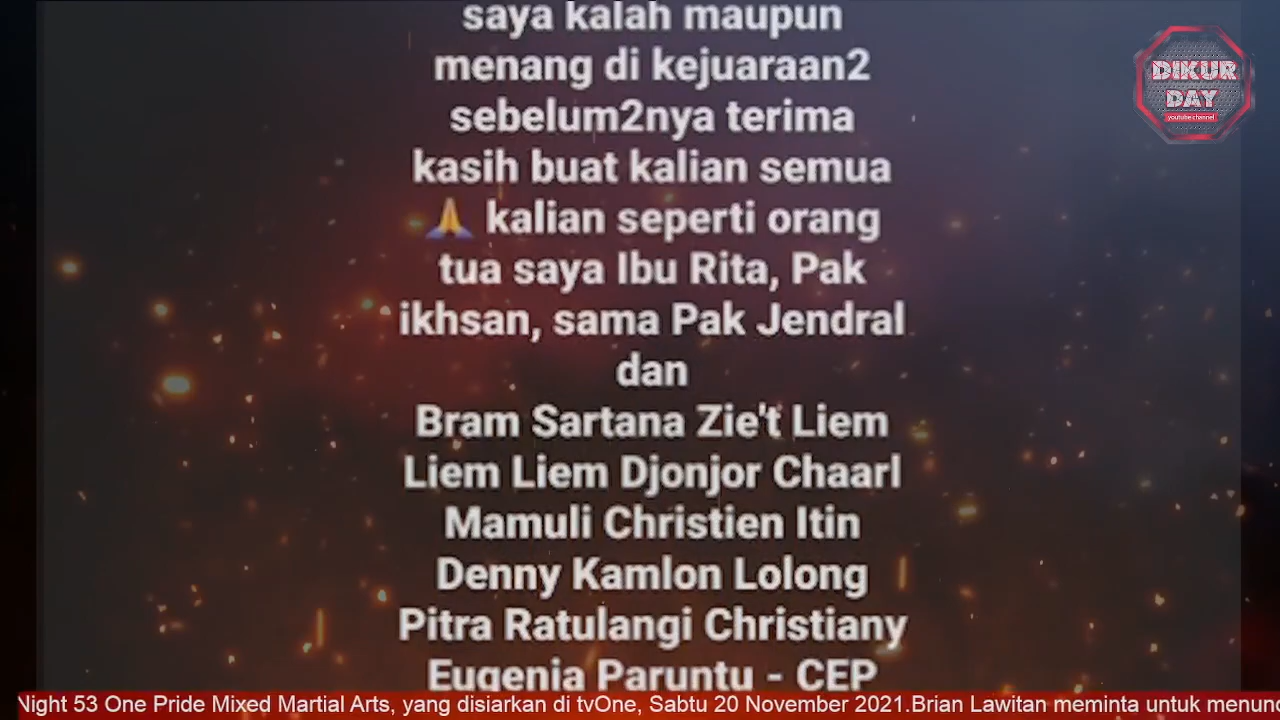 saya kalah maupun
menang di kejuaraan2
sebelum2nya terima
kasih buat kalian semua
🙏 kalian seperti orang
tua saya Ibu Rita, Pak
ikhsan, sama Pak Jendral
dan
Bram Sartana Zie't Liem
Liem Liem Djonjor Chaarl
Mamuli Christien Itin
Denny Kamlon Lolong
Pitra Ratulangi Christiany
Eugenia Paruntu - CEP
DIKUR
DAY
youtube channel
Night 53 One Pride Mixed Martial Arts, yang disiarkan di tvOne, Sabtu 20 November 2021.Brian Lawitan meminta untuk menund